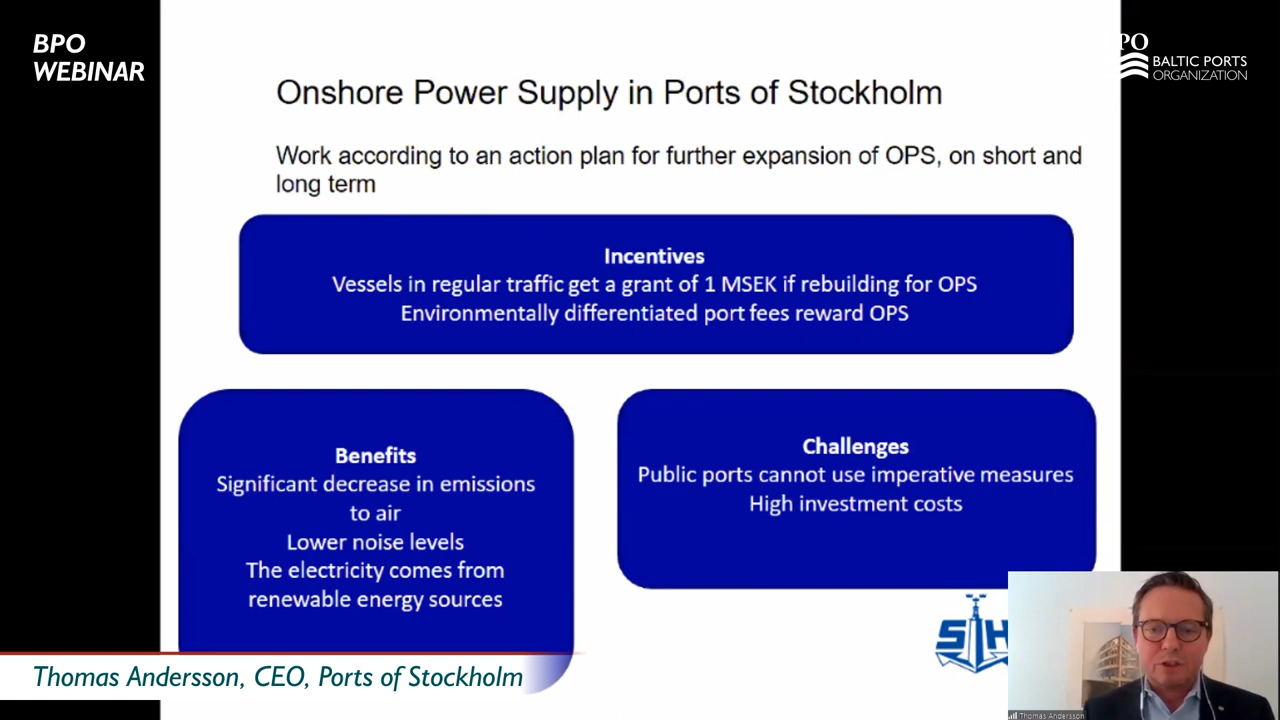 BPO
WEBINAR
PO
BALTIC PORTS
ORGANIZATION
Onshore Power Supply in Ports of Stockholm
Work according to an action plan for further expansion of OPS, on short and
long term
Incentives
Vessels in regular traffic get a grant of 1 MSEK if rebuilding for OPS
Environmentally differentiated port fees reward OPS
Benefits
Significant decrease in emissions
to air
Lower noise levels
The electricity comes from
renewable energy sources
Challenges
Public ports cannot use imperative measures
High investment costs
SH
Thomas Andersson, CEO, Ports of Stockholm
Thomas Andersson